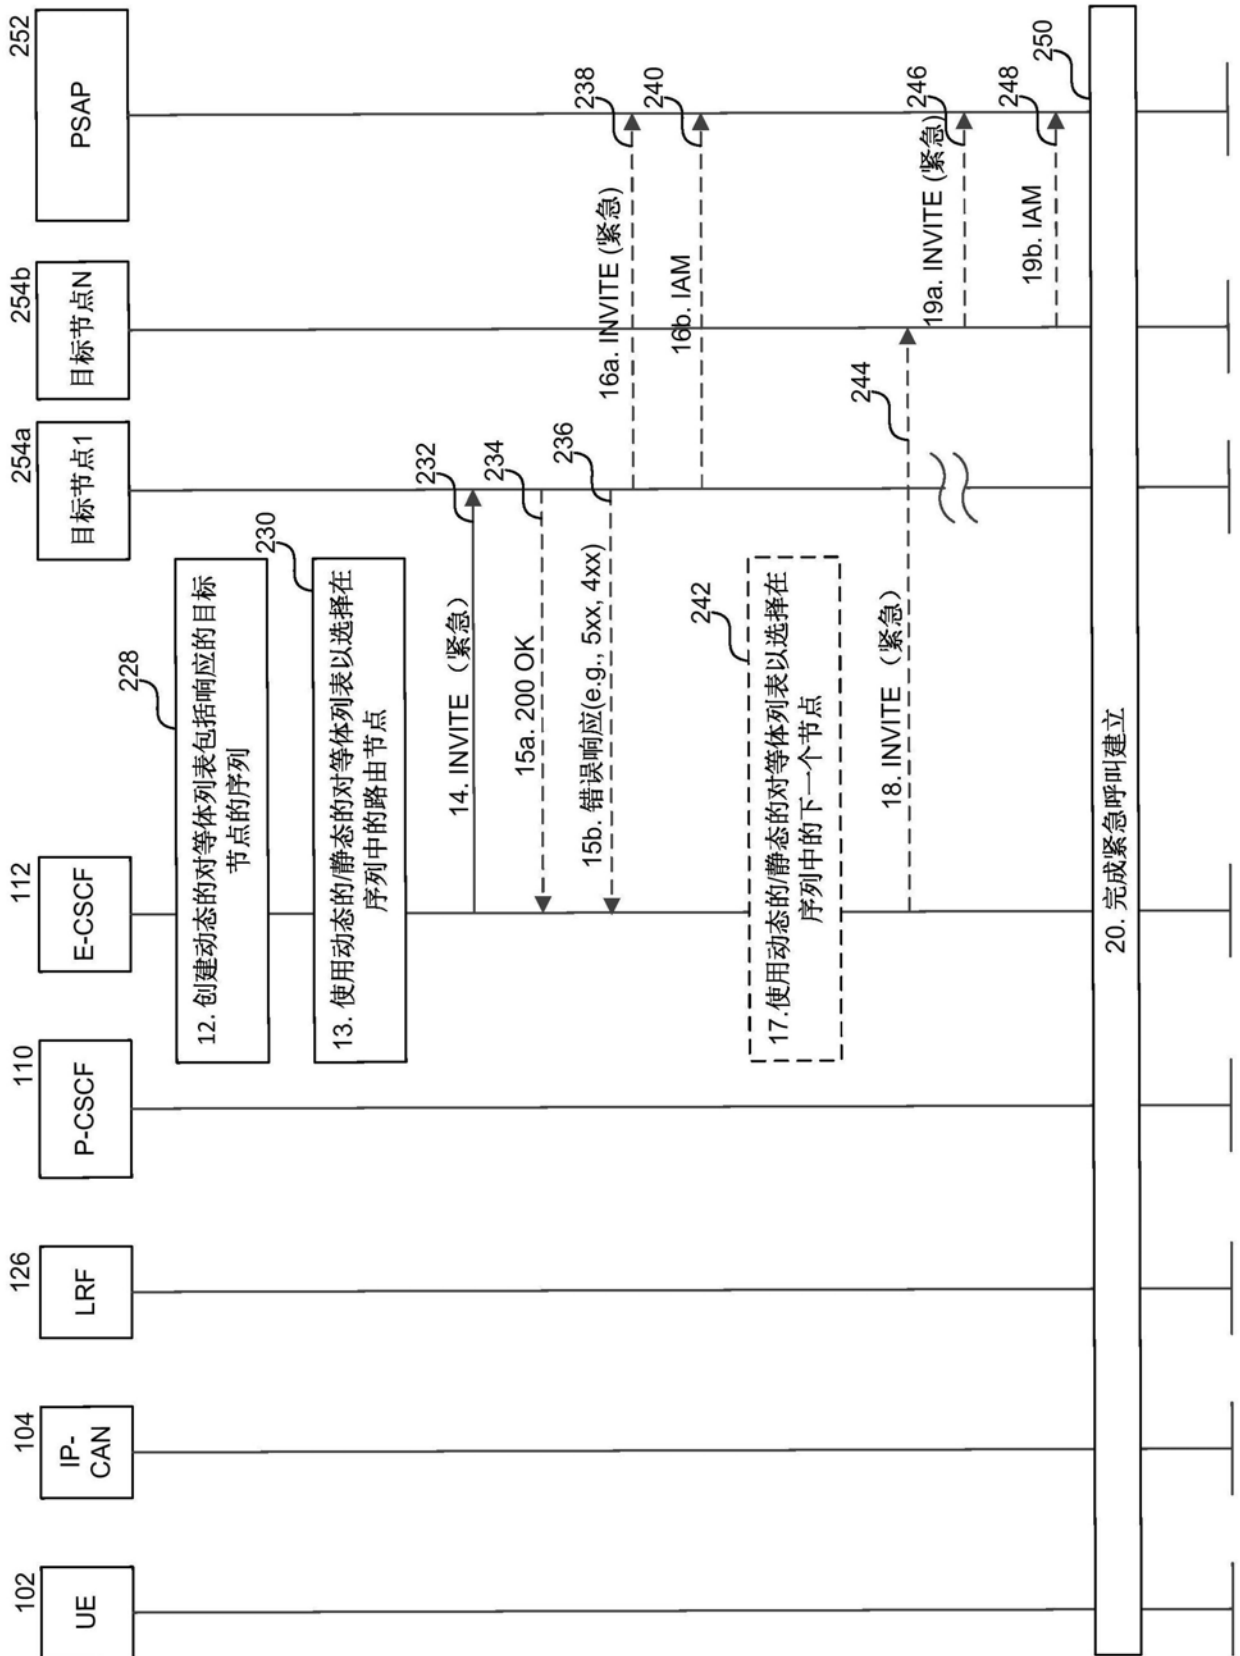 102
UE
104
IP-
CAN
126
LRF
110
P-CSCF
112
E-CSCF
254a
目标节点1
254b
目标节点N
252
PSAP
228
12. 创建动态的对等体列表包括响应的目标
节点的序列
230
13. 使用动态的/静态的对等体列表以选择在
序列中的路由节点
232
14. INVITE（紧急）
234
15a. 200 OK
236
15b. 错误响应(e.g., 5xx, 4xx)
238
16a. INVITE (紧急)
240
16b. IAM
242
17.使用动态的/静态的对等体列表以选择在
序列中的下一个节点
244
18. INVITE（紧急）
246
19a. INVITE (紧急)
248
19b. IAM
250
20. 完成紧急呼叫建立